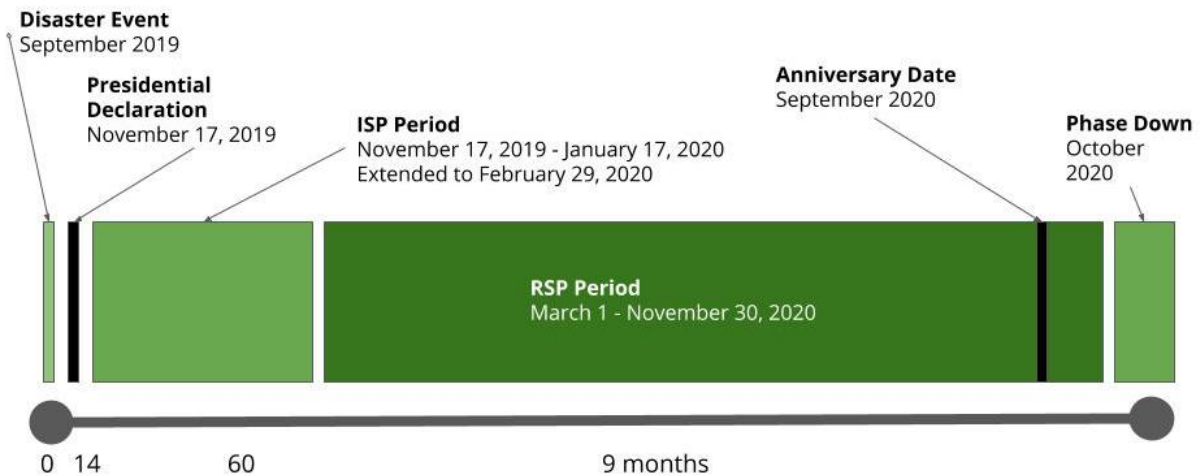 Disaster Event
September 2019
Presidential
Declaration
November 17, 2019
ISP Period
November 17, 2019 - January 17, 2020
Extended to February 29, 2020
Anniversary Date
September 2020
Phase Down
October
2020
RSP Period
March 1 - November 30, 2020
0 14 60 9 months